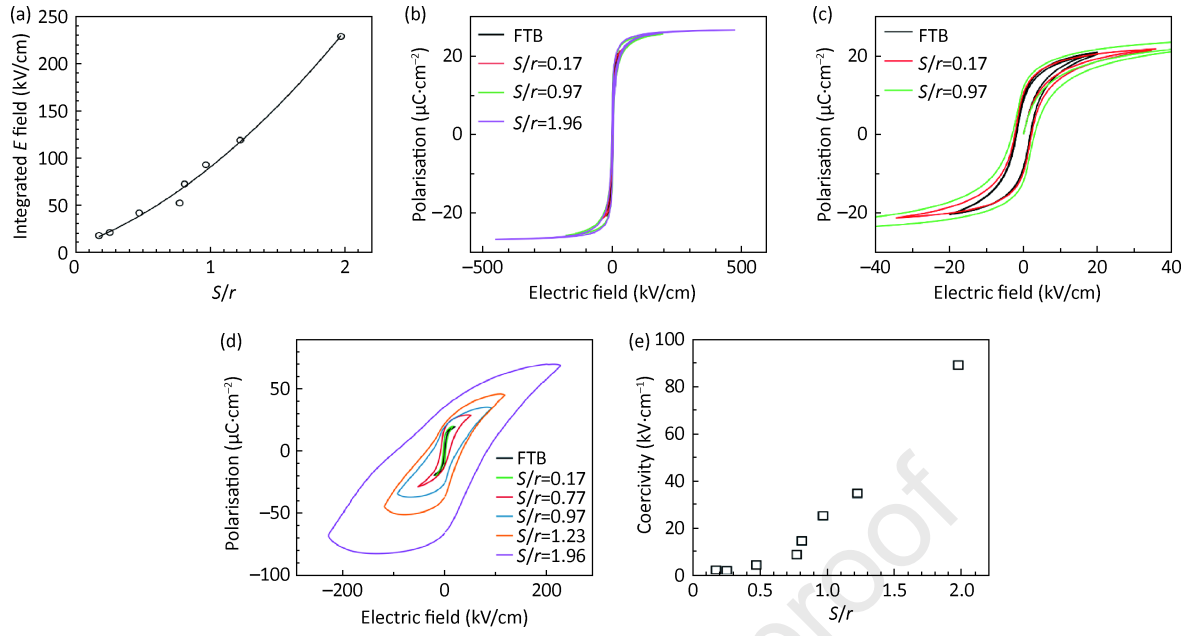 (a)
250
200
150
100
50
0
Integrated E field (kV/cm)
0
1
2
S/r
(b)
FTB
S/r=0.17
S/r=0.97
S/r=1.96
20
0
−20
Polarisation (μC·cm⁻²)
−500
0
500
Electric field (kV/cm)
(c)
FTB
S/r=0.17
S/r=0.97
20
0
−20
Polarisation (μC·cm⁻²)
−40
−20
0
20
40
Electric field (kV/cm)
(d)
50
0
−50
−100
Polarisation (μC·cm⁻²)
FTB
S/r=0.17
S/r=0.77
S/r=0.97
S/r=1.23
S/r=1.96
−200
0
200
Electric field (kV/cm)
(e)
100
80
60
40
20
0
Coercivity (kV·cm⁻¹)
0
0.5
1.0
1.5
2.0
S/r
proof